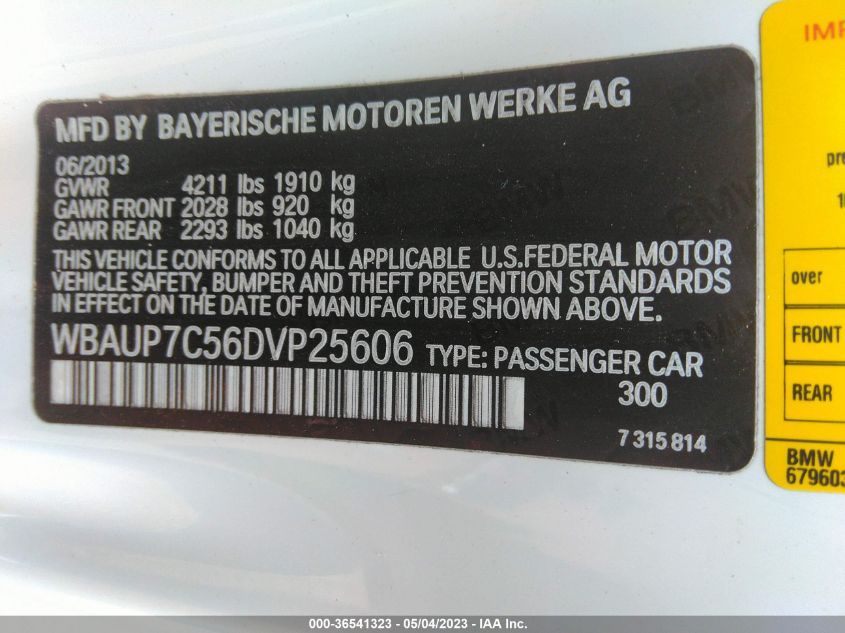 MFD BY BAYERISCHE MOTOREN WERKE AG
06/2013
GVWR 4211 lbs 1910 kg
GAWR FRONT 2028 lbs 920 kg
GAWR REAR 2293 lbs 1040 kg
THIS VEHICLE CONFORMS TO ALL APPLICABLE U.S.FEDERAL MOTOR
VEHICLE SAFETY, BUMPER AND THEFT PREVENTION STANDARDS
IN EFFECT ON THE DATE OF MANUFACTURE SHOWN ABOVE.
WBAUP7C56DVP25606 TYPE: PASSENGER CAR
300
7 315 814
over
FRONT
REAR
BMW
000-36541323 - 05/04/2023 - IAA Inc.